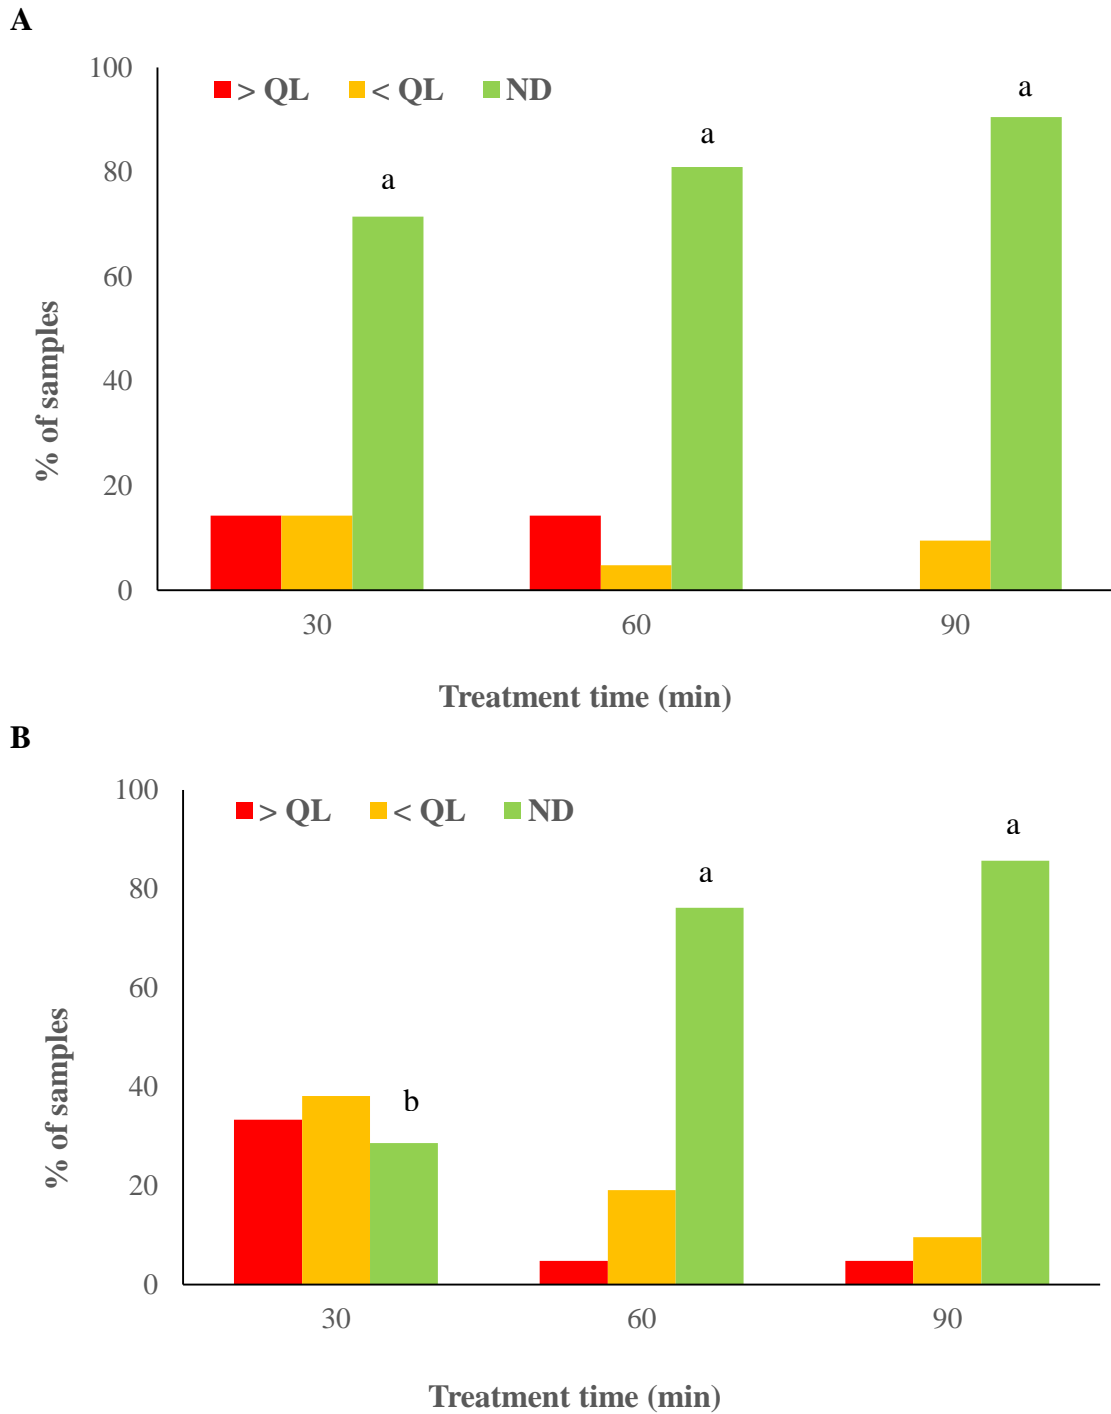 A
100
> QL < QL ND
a
a
a
80
60
40
20
0
% of samples
30 60 90
Treatment time (min)
B
100
> QL < QL ND
a
a
80
60
40
b
20
0
% of samples
30 60 90
Treatment time (min)